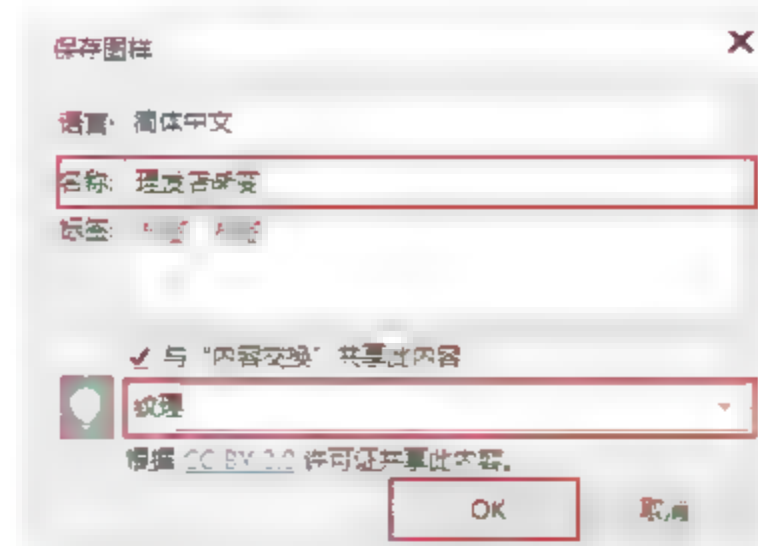 保存图样
语言: 简体中文
名称:
标签:
✓ 与 "内容交换" 共享此内容
纹理
根据 CC BY 3.0 许可证共享此内容。
OK 取消